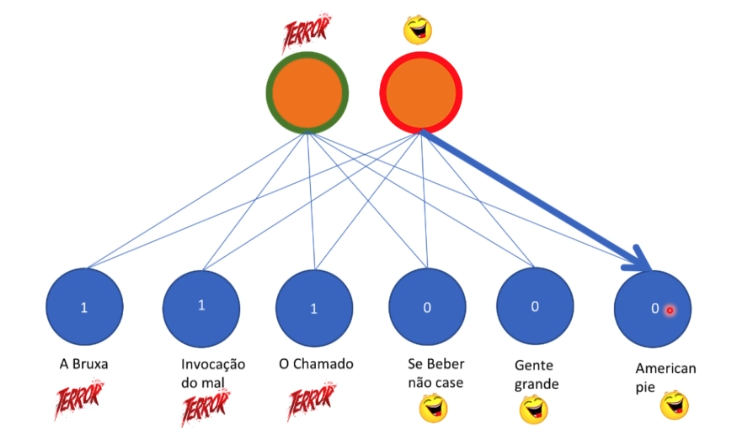 TERROR
1
1
1
0
0
0
A Bruxa
Invocação
do mal
O Chamado
Se Beber
não case
Gente
grande
American
pie
TERROR
TERROR
TERROR